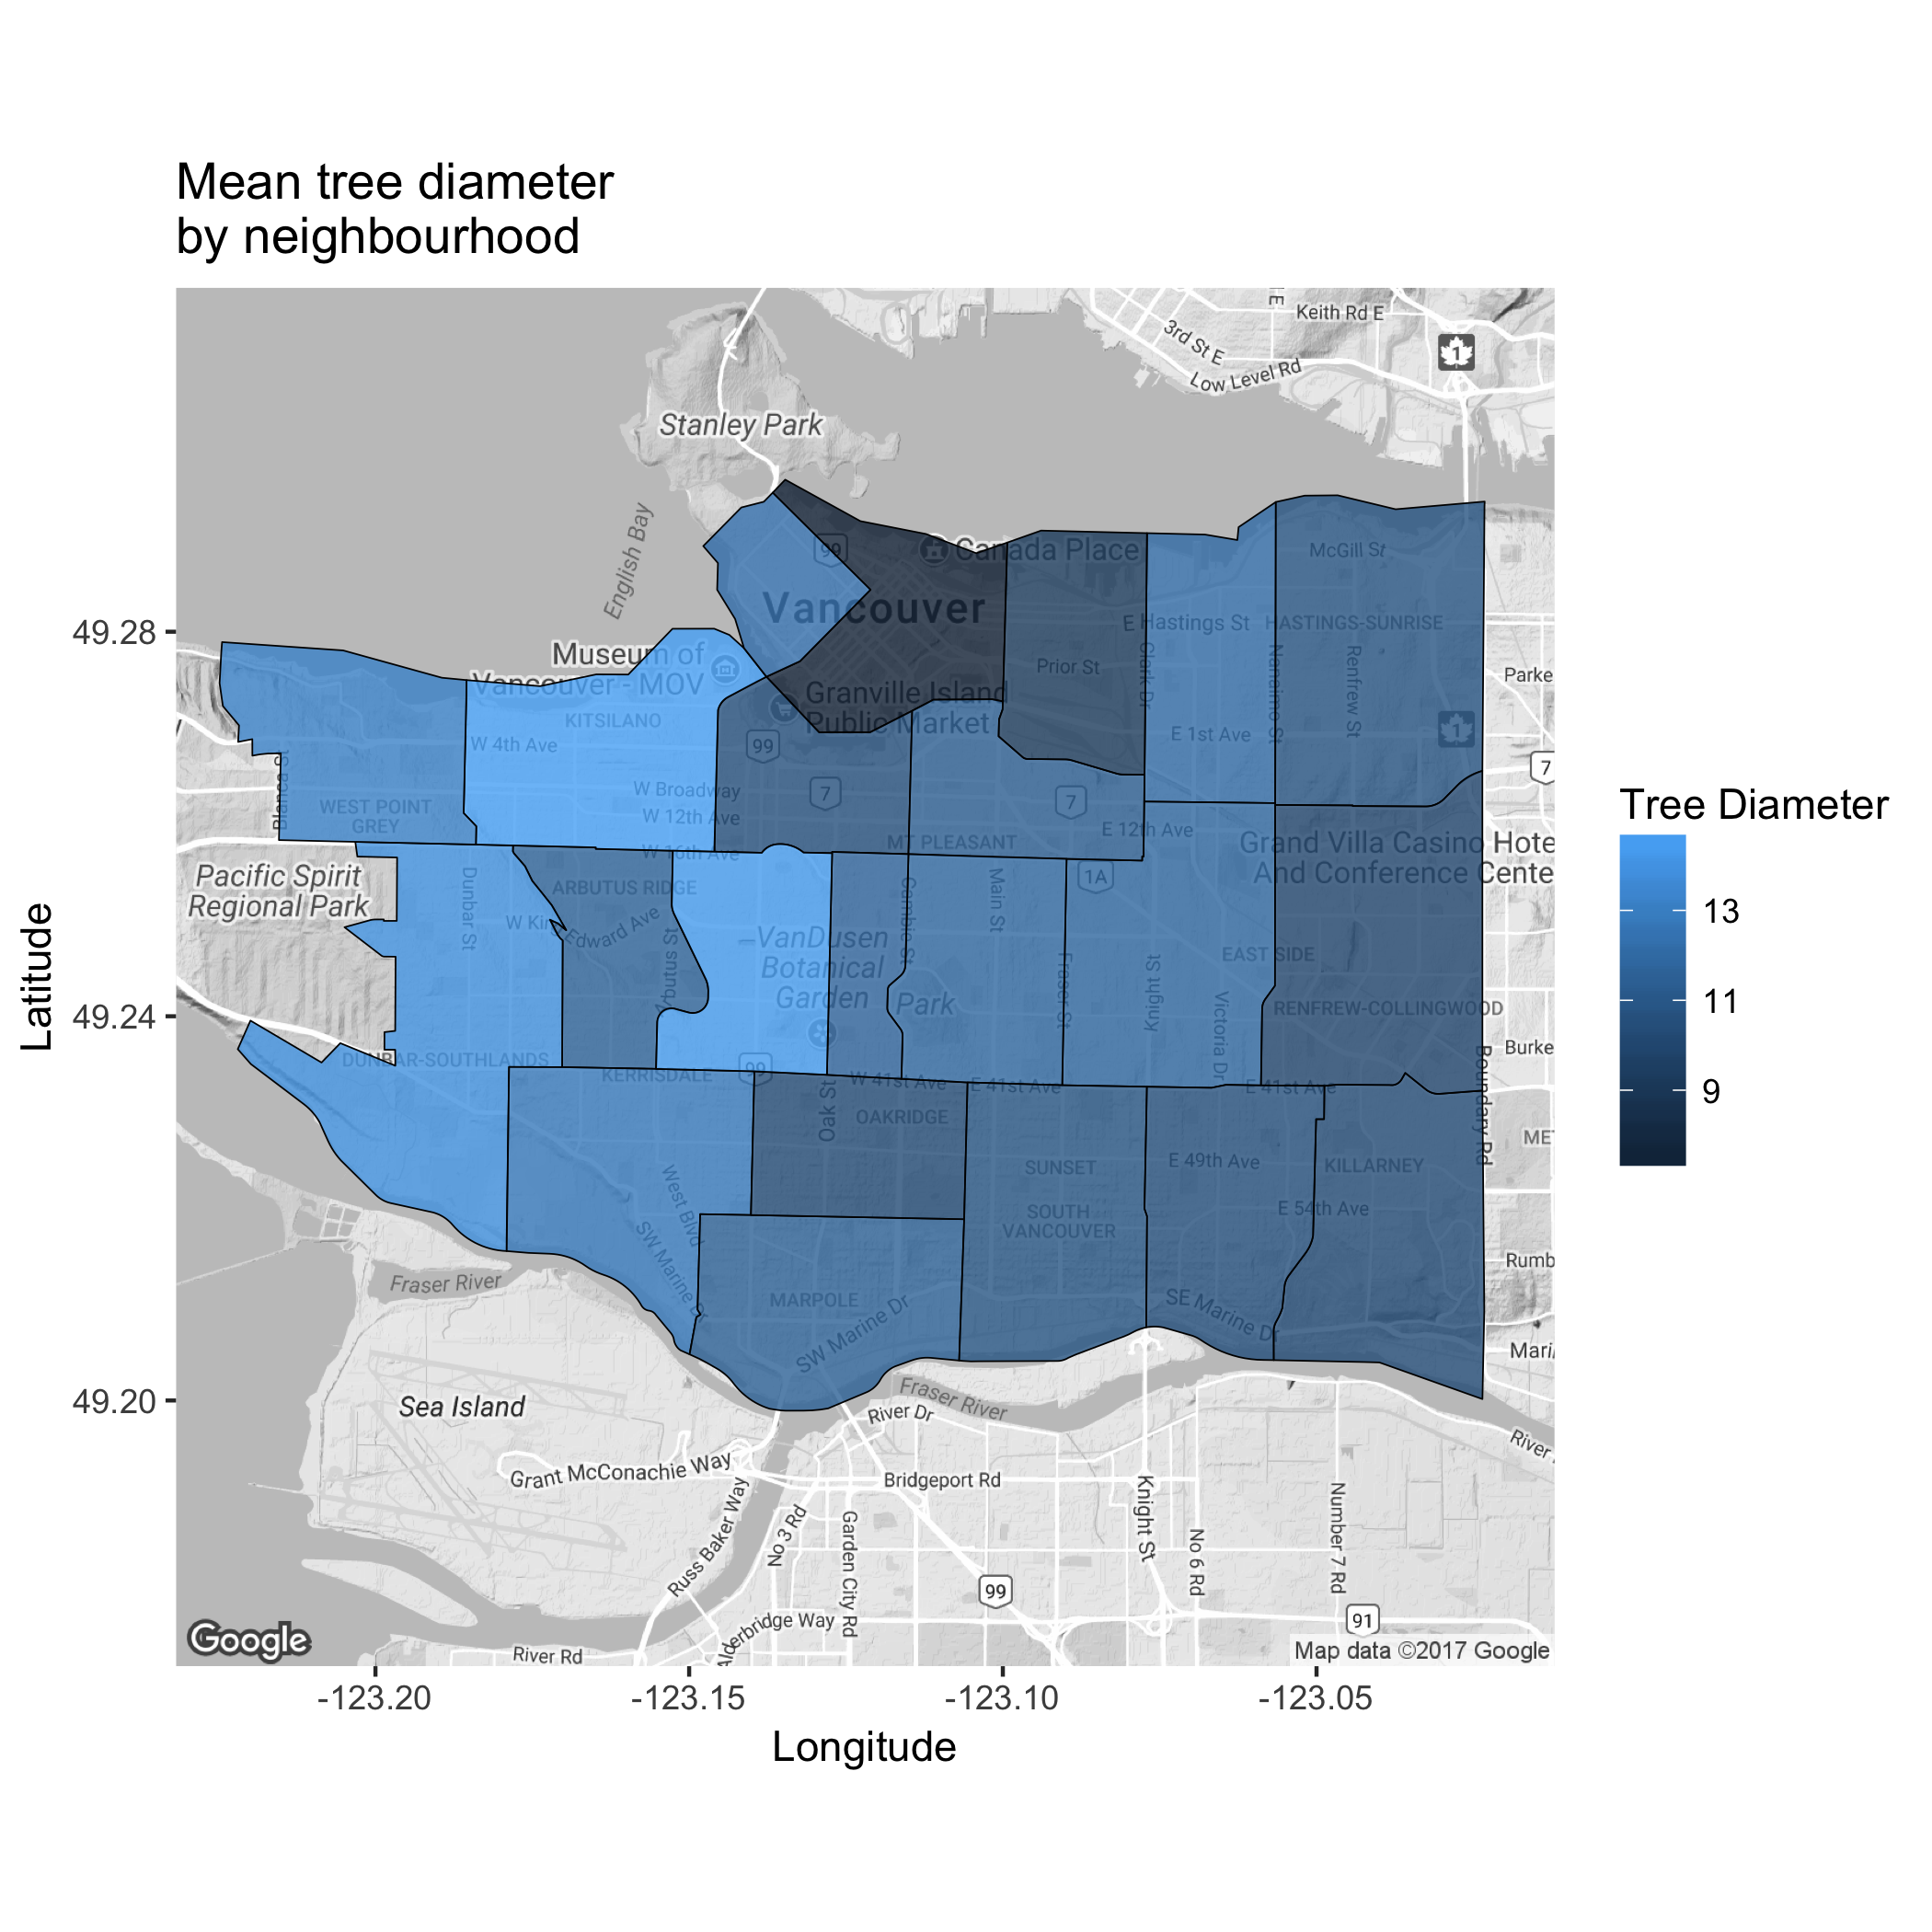 Mean tree diameter
by neighbourhood
Keith Rd E
3rd St E
Low Level Rd
1
Stanley Park
English Bay
99
Canada Place
McGill St
Vancouver
E Hastings St
HASTINGS-SUNRISE
Museum of
Vancouver - MOV
Prior St
Clark Dr
Nanaimo St
Renfrew St
Parke
Granville Island
Public Market
KITSILANO
W 4th Ave
99
E 1st Ave
1
7
Blanca St
WEST POINT
GREY
W Broadway
W 12th Ave
7
7
MT PLEASANT
E 12th Ave
W 16th Ave
Grand Villa Casino Hote
And Conference Cente
Pacific Spirit
Regional Park
Dunbar St
ARBUTUS RIDGE
W King Edward Ave
Arbutus St
Cambie St
Main St
1A
VanDusen
Botanical
Garden
Park
Fraser St
Knight St
Victoria Dr
EAST SIDE
RENFREW-COLLINGWOOD
DUNBAR-SOUTHLANDS
KERRISDALE
99
W 41st Ave
E 41st Ave
E 41st Ave
Burke
Boundary Rd
Oak St
OAKRIDGE
SUNSET
E 49th Ave
KILLARNEY
MET
West Blvd
SW Marine Dr
SOUTH
VANCOUVER
E 54th Ave
Rumb
Fraser River
MARPOLE
SW Marine Dr
SE Marine Dr
Mari
Sea Island
Fraser River
River Dr
River
Grant McConachie Way
Bridgeport Rd
Russ Baker Way
No 3 Rd
Garden City Rd
Knight St
No 6 Rd
Number 7 Rd
99
91
Alderbridge Way
River Rd
Google
Map data ©2017 Google
Latitude
49.28
49.24
49.20
-123.20
-123.15
-123.10
-123.05
Longitude
Tree Diameter
13
11
9